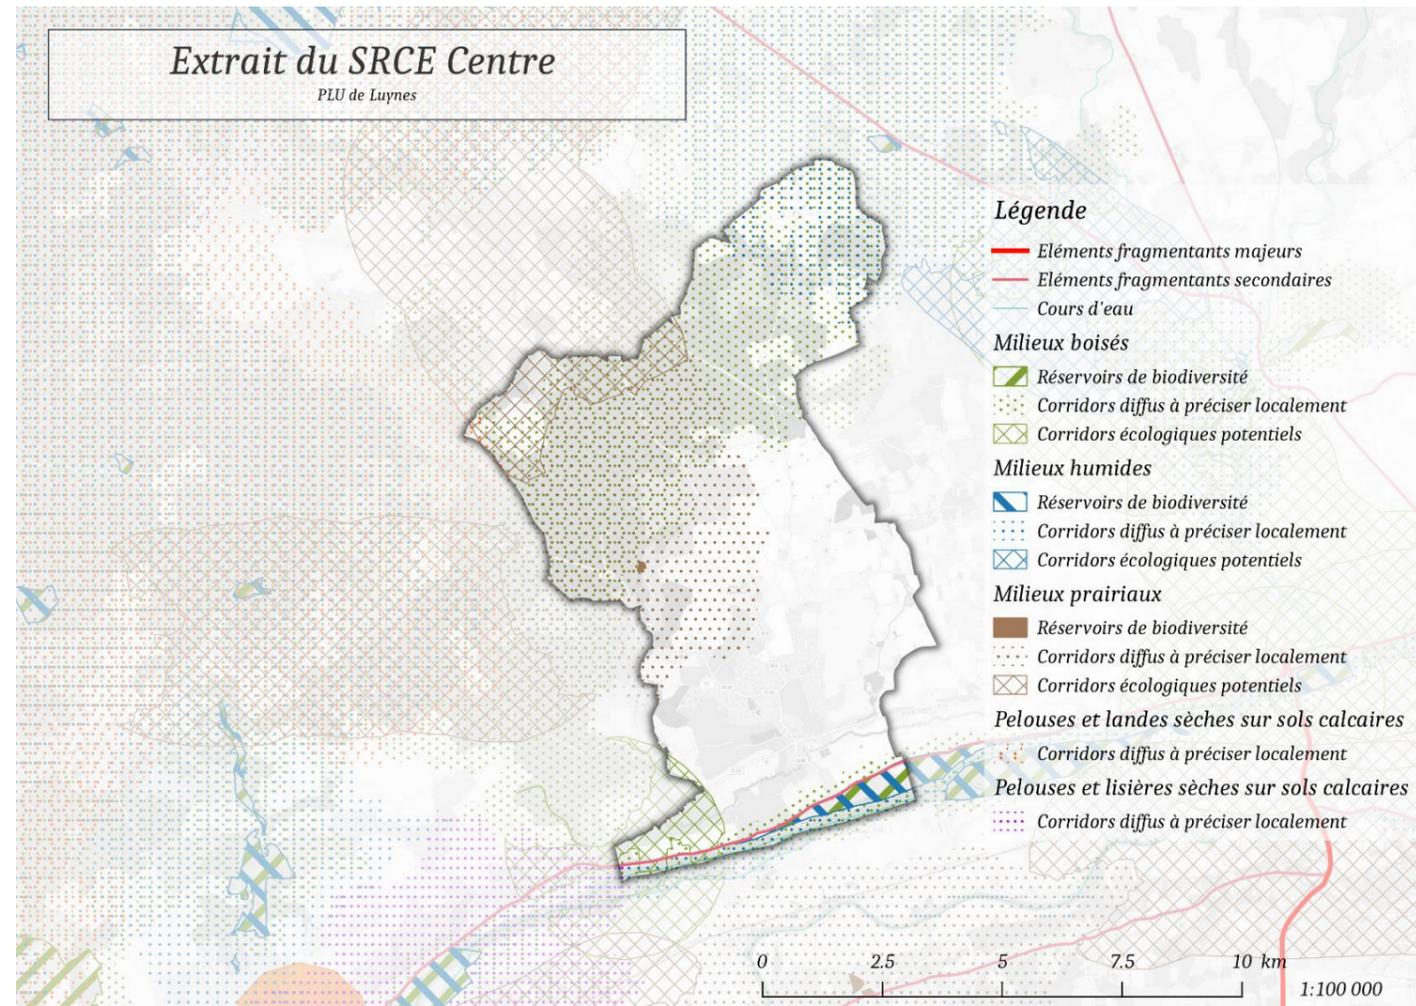 Extrait du SRCE Centre
PLU de Luynes
Légende
Eléments fragmentants majeurs
Eléments fragmentants secondaires
Cours d'eau
Milieux boisés
Réservoirs de biodiversité
Corridors diffus à préciser localement
Corridors écologiques potentiels
Milieux humides
Réservoirs de biodiversité
Corridors diffus à préciser localement
Corridors écologiques potentiels
Milieux prairiaux
Réservoirs de biodiversité
Corridors diffus à préciser localement
Corridors écologiques potentiels
Pelouses et landes sèches sur sols calcaires
Corridors diffus à préciser localement
Pelouses et lisières sèches sur sols calcaires
Corridors diffus à préciser localement
0 2.5 5 7.5 10 km
1:100 000